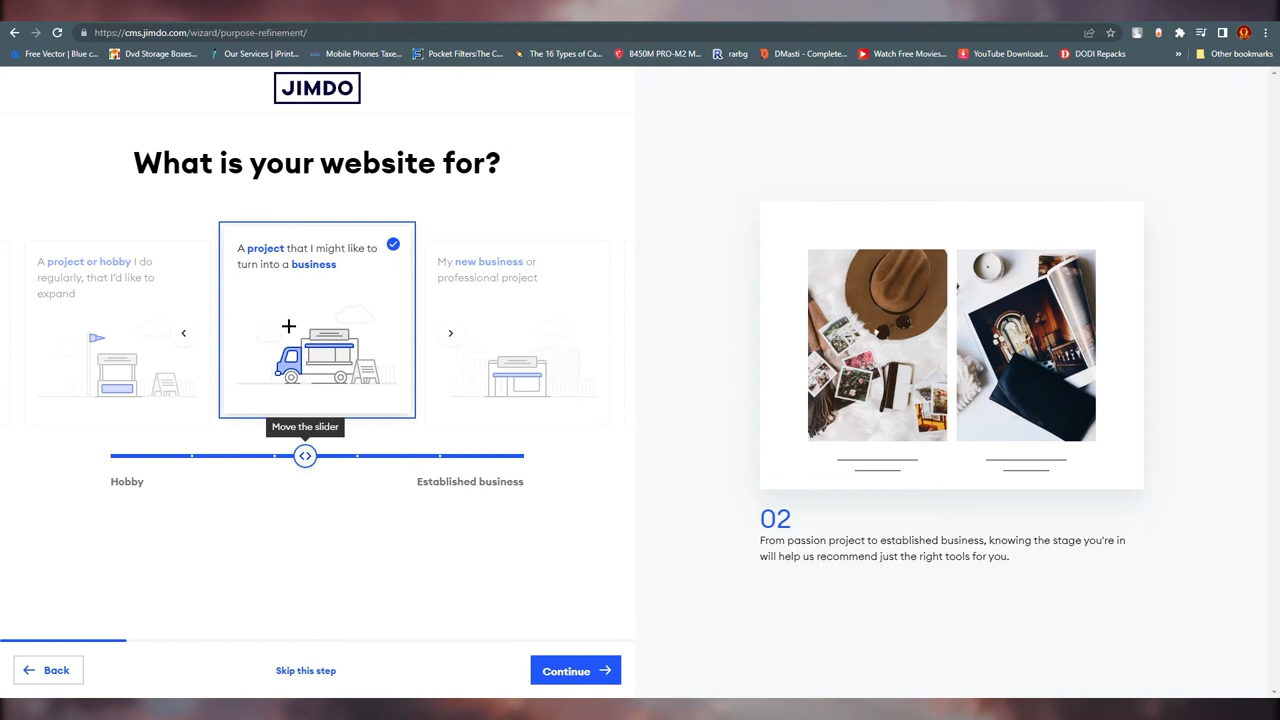 https://cms.jimdo.com/wizard/purpose-refinement/
Free Vector | Blue c...
Dvd Storage Boxes...
Our Services | iPrint...
Mobile Phones Taxe...
Pocket Filters:The C...
The 16 Types of Ca...
B450M PRO-M2 M...
rarbg
DMasti - Complete...
Watch Free Movies...
YouTube Download...
DODI Repacks
»
Other bookmarks
JIMDO
What is your website for?
A project or hobby I do
regularly, that I'd like to
expand
A project that I might like to
turn into a business
My new business or
professional project
Move the slider
Hobby
Established business
02
From passion project to established business, knowing the stage you're in
will help us recommend just the right tools for you.
Back
Skip this step
Continue